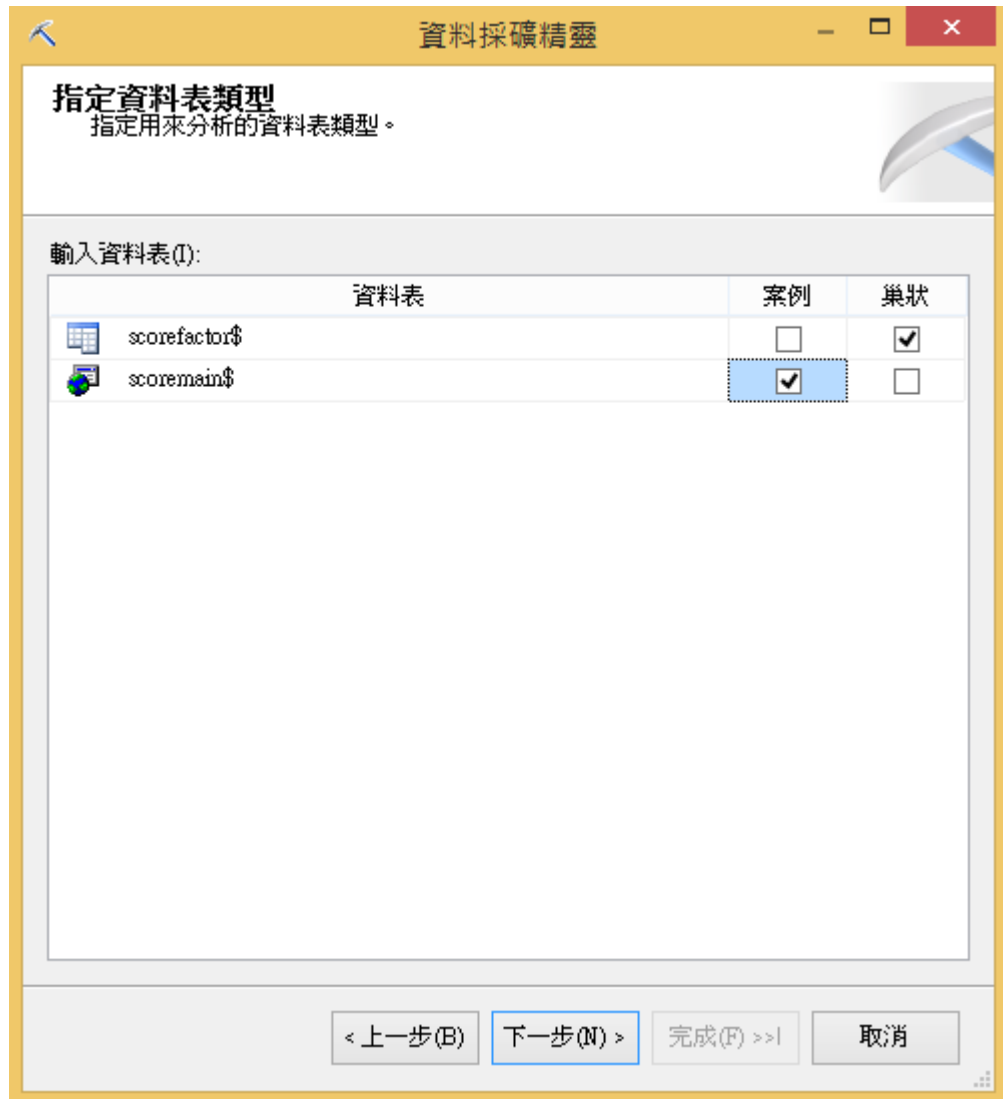 資料採礦精靈
指定資料表類型
指定用來分析的資料表類型。
輸入資料表(I):
資料表 案例 巢狀
scorefactor$
scoremain$
< 上一步(B) 下一步(N) > 完成(F) >>| 取消